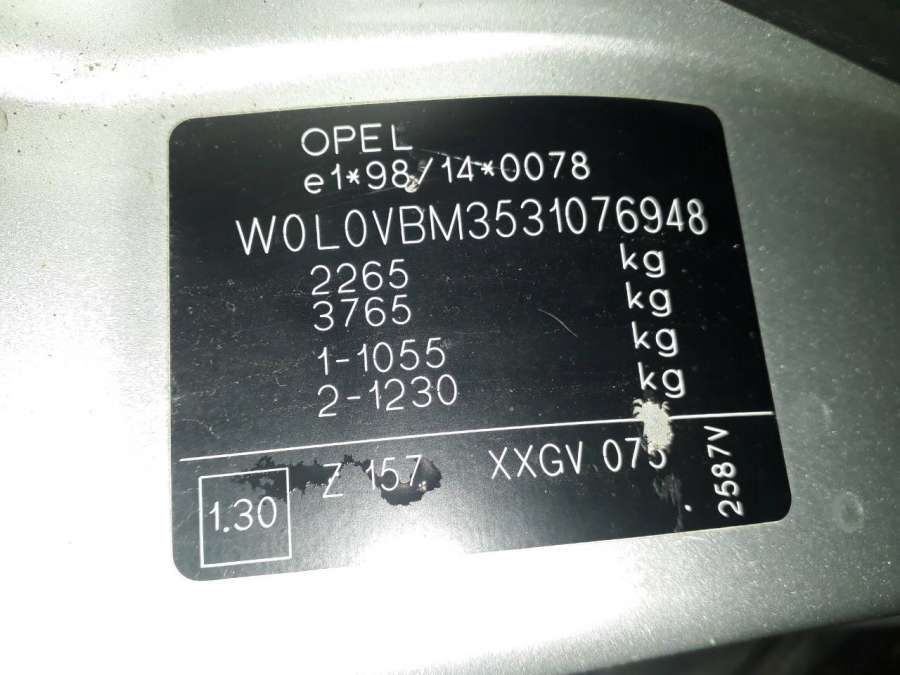 OPEL
e1*98/14*0078
W0L0VBM3531076948
2265 kg
3765 kg
1-1055 kg
2-1230 kg
1.30 Z 157 XXGV
2587V